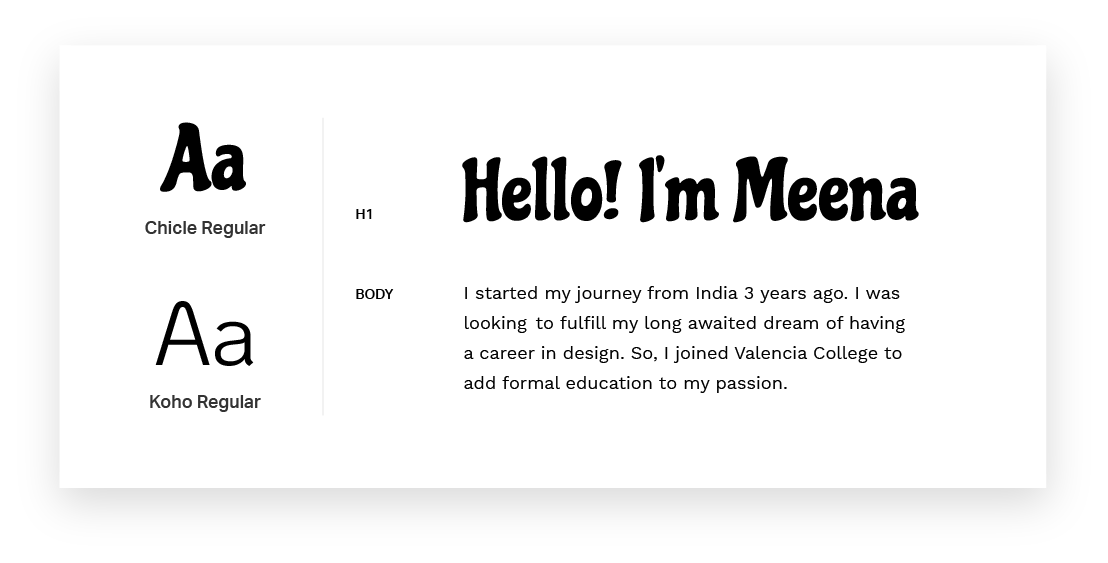 Aa
Chicle Regular
Aa
Koho Regular
H1
Hello! I'm Meena
BODY
I started my journey from India 3 years ago. I was
looking to fulfill my long awaited dream of having
a career in design. So, I joined Valencia College to
add formal education to my passion.